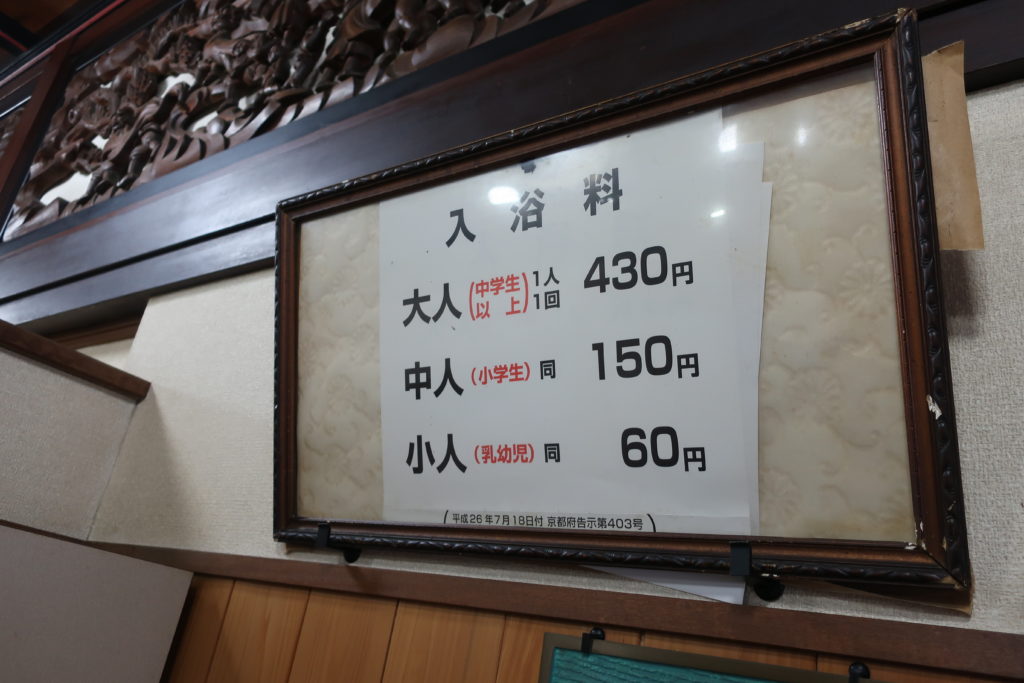 入浴料
大人(中学生以上)1人1回 430円
中人(小学生)同 150円
小人(乳幼児)同 60円
(平成26年7月18日付 京都府告示第403号)